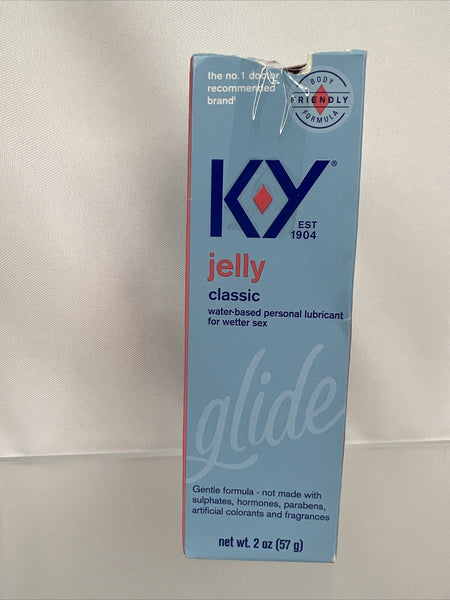 the no.1 doctor
recommended
brand¹
BODY
FRIENDLY
FORMULA
KY®
EST
1904
jelly
classic
water-based personal lubricant
for wetter sex
glide
Gentle formula - not made with
sulphates, hormones, parabens,
artificial colorants and fragrances
net wt. 2 oz (57 g)